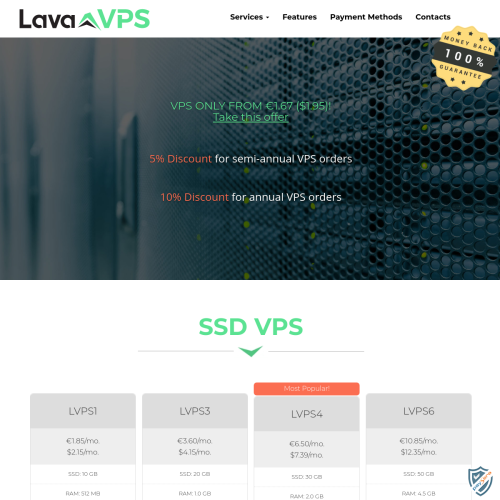 Lava VPS
Services
Features
Payment Methods
Contacts
MONEY BACK
100%
GUARANTEE
VPS ONLY FROM €1.67 ($1.95)!
Take this offer
5% Discount for semi-annual VPS orders
10% Discount for annual VPS orders
SSD VPS
Most Popular!
LVPS1
LVPS3
LVPS4
LVPS6
€1.85/mo.
$2.15/mo.
€3.60/mo.
$4.15/mo.
€6.50/mo.
$7.39/mo.
€10.85/mo.
$12.35/mo.
SSD: 10 GB
SSD: 20 GB
SSD: 30 GB
SSD: 50 GB
RAM: 512 MB
RAM: 1.0 GB
RAM: 2.0 GB
RAM: 4.5 GB